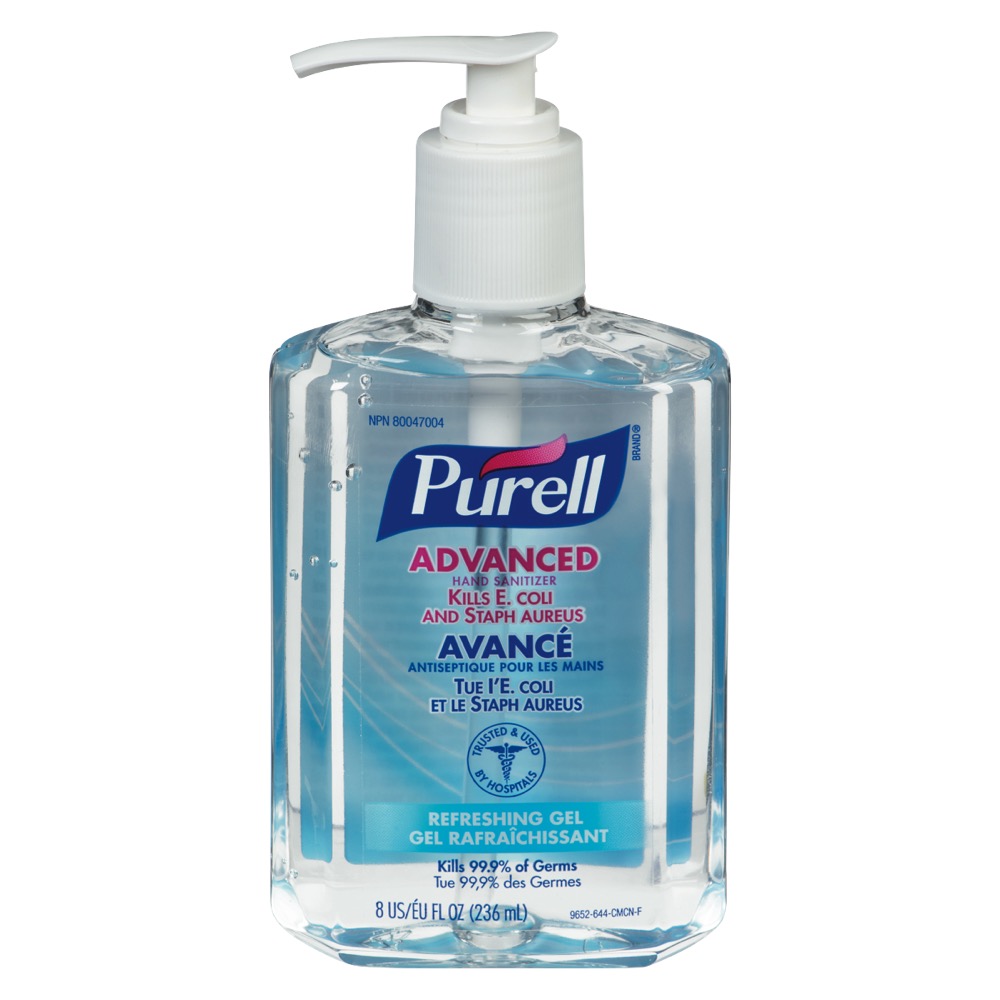 NPN 80047004
Purell
BRAND®
ADVANCED
HAND SANITIZER
KILLS E. COLI
AND STAPH AUREUS
AVANCÉ
ANTISEPTIQUE POUR LES MAINS
TUE l'E. COLI
ET LE STAPH AUREUS
TRUSTED & USED
BY HOSPITALS
REFRESHING GEL
GEL RAFRAÎCHISSANT
Kills 99.9% of Germs
Tue 99,9% des Germes
8 US/ÉU FL OZ (236 mL)
9652-644-CMCN-F